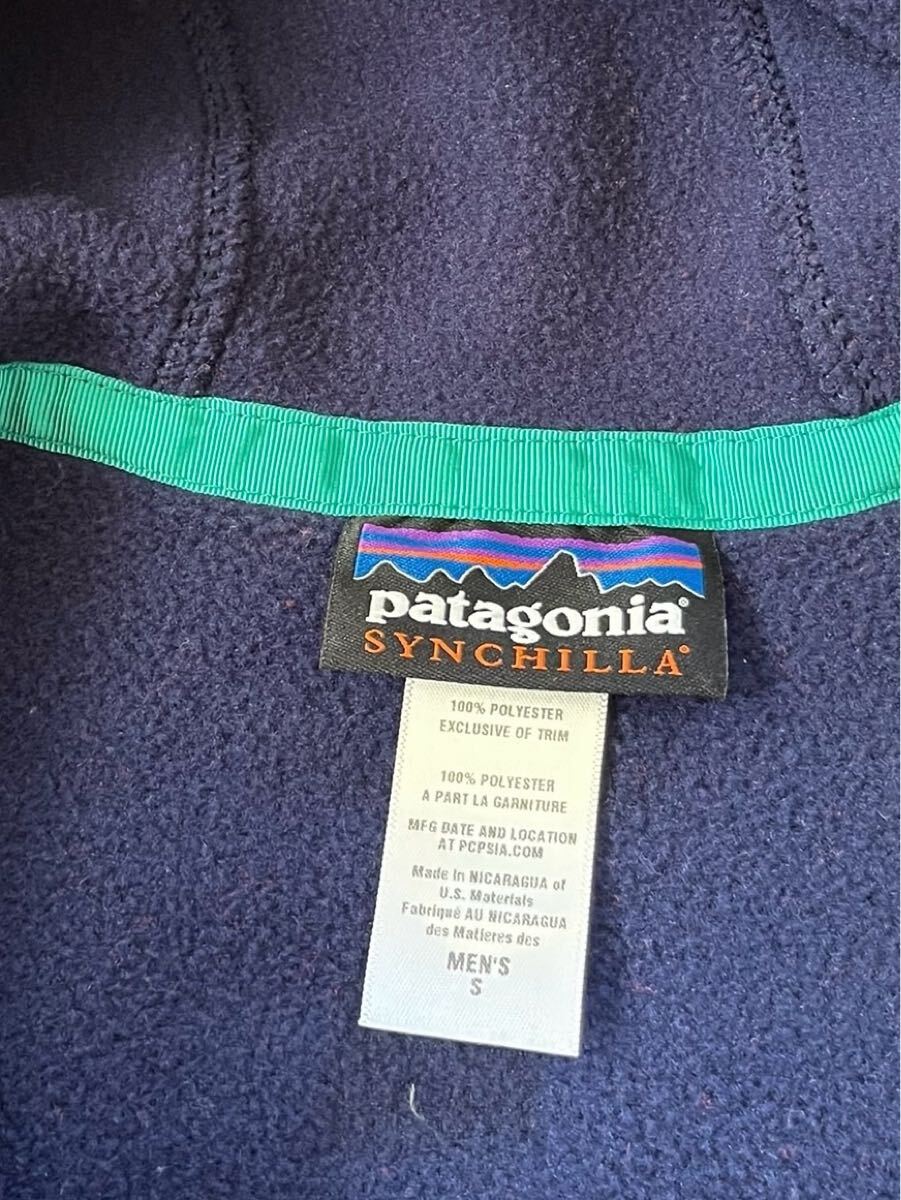 patagonia®
SYNCHILLA®
100% POLYESTER
EXCLUSIVE OF TRIM
100% POLYESTER
A PART LA GARNITURE
MFG DATE AND LOCATION
AT PCPSIA.COM
Made in NICARAGUA of
U.S. Materials
Fabriqué AU NICARAGUA
des Matieres des
MEN'S
S